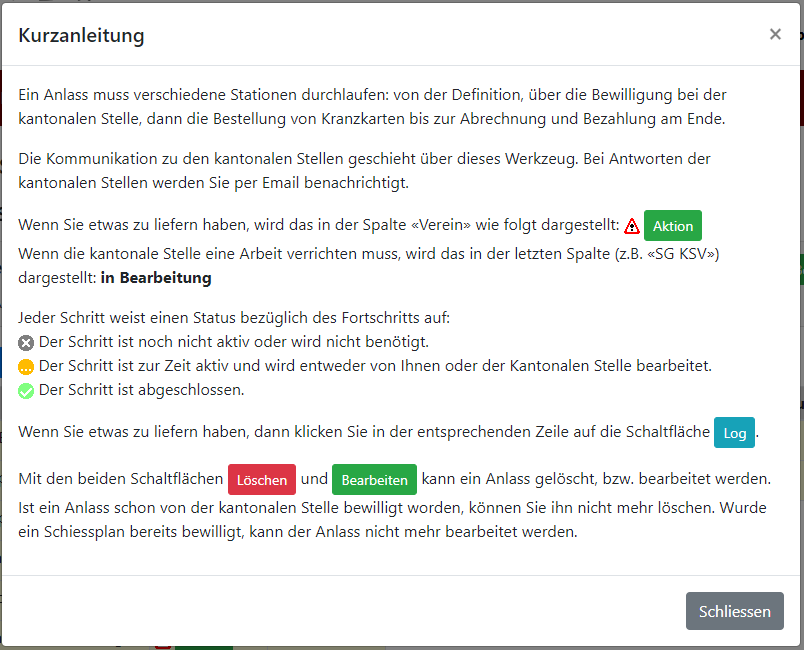 Kurzanleitung
×
Ein Anlass muss verschiedene Stationen durchlaufen: von der Definition, über die Bewilligung bei der
kantonalen Stelle, dann die Bestellung von Kranzkarten bis zur Abrechnung und Bezahlung am Ende.
Die Kommunikation zu den kantonalen Stellen geschieht über dieses Werkzeug. Bei Antworten der
kantonalen Stellen werden Sie per Email benachrichtigt.
Wenn Sie etwas zu liefern haben, wird das in der Spalte «Verein» wie folgt dargestellt: Aktion
Wenn die kantonale Stelle eine Arbeit verrichten muss, wird das in der letzten Spalte (z.B. «SG KSV»)
dargestellt: in Bearbeitung
Jeder Schritt weist einen Status bezüglich des Fortschritts auf:
Der Schritt ist noch nicht aktiv oder wird nicht benötigt.
Der Schritt ist zur Zeit aktiv und wird entweder von Ihnen oder der Kantonalen Stelle bearbeitet.
Der Schritt ist abgeschlossen.
Wenn Sie etwas zu liefern haben, dann klicken Sie in der entsprechenden Zeile auf die Schaltfläche Log.
Mit den beiden Schaltflächen Löschen und Bearbeiten kann ein Anlass gelöscht, bzw. bearbeitet werden.
Ist ein Anlass schon von der kantonalen Stelle bewilligt worden, können Sie ihn nicht mehr löschen. Wurde
ein Schiessplan bereits bewilligt, kann der Anlass nicht mehr bearbeitet werden.
Schliessen